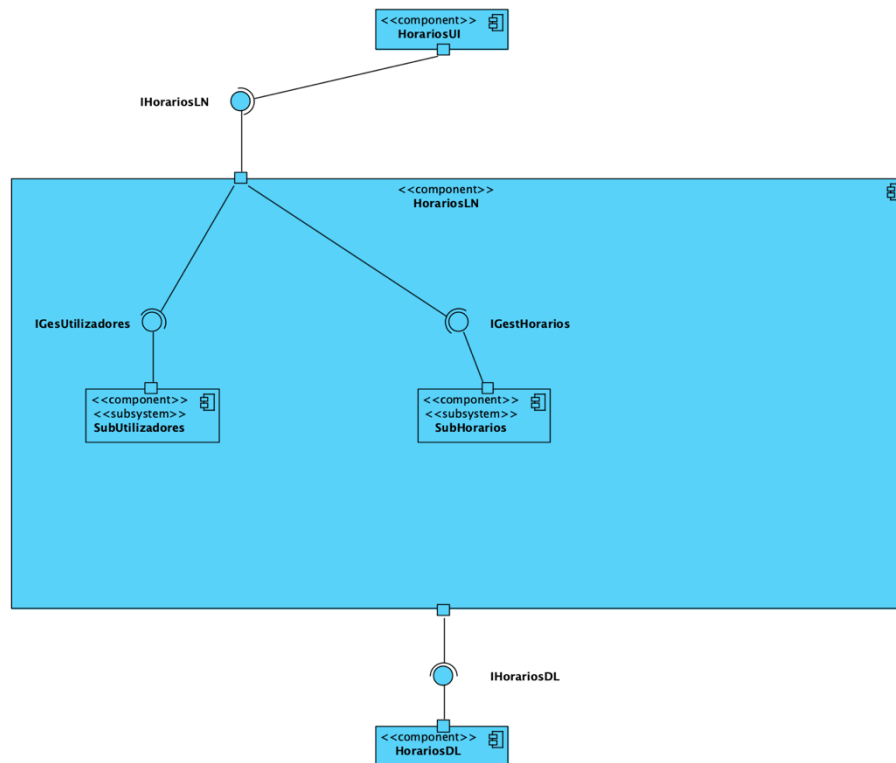 <<component>>
HorariosUI
IHorariosLN
<<component>>
HorariosLN
IGesUtilizadores
IGestHorarios
<<component>>
<<subsystem>>
SubUtilizadores
<<component>>
<<subsystem>>
SubHorarios
IHorariosDL
<<component>>
HorariosDL